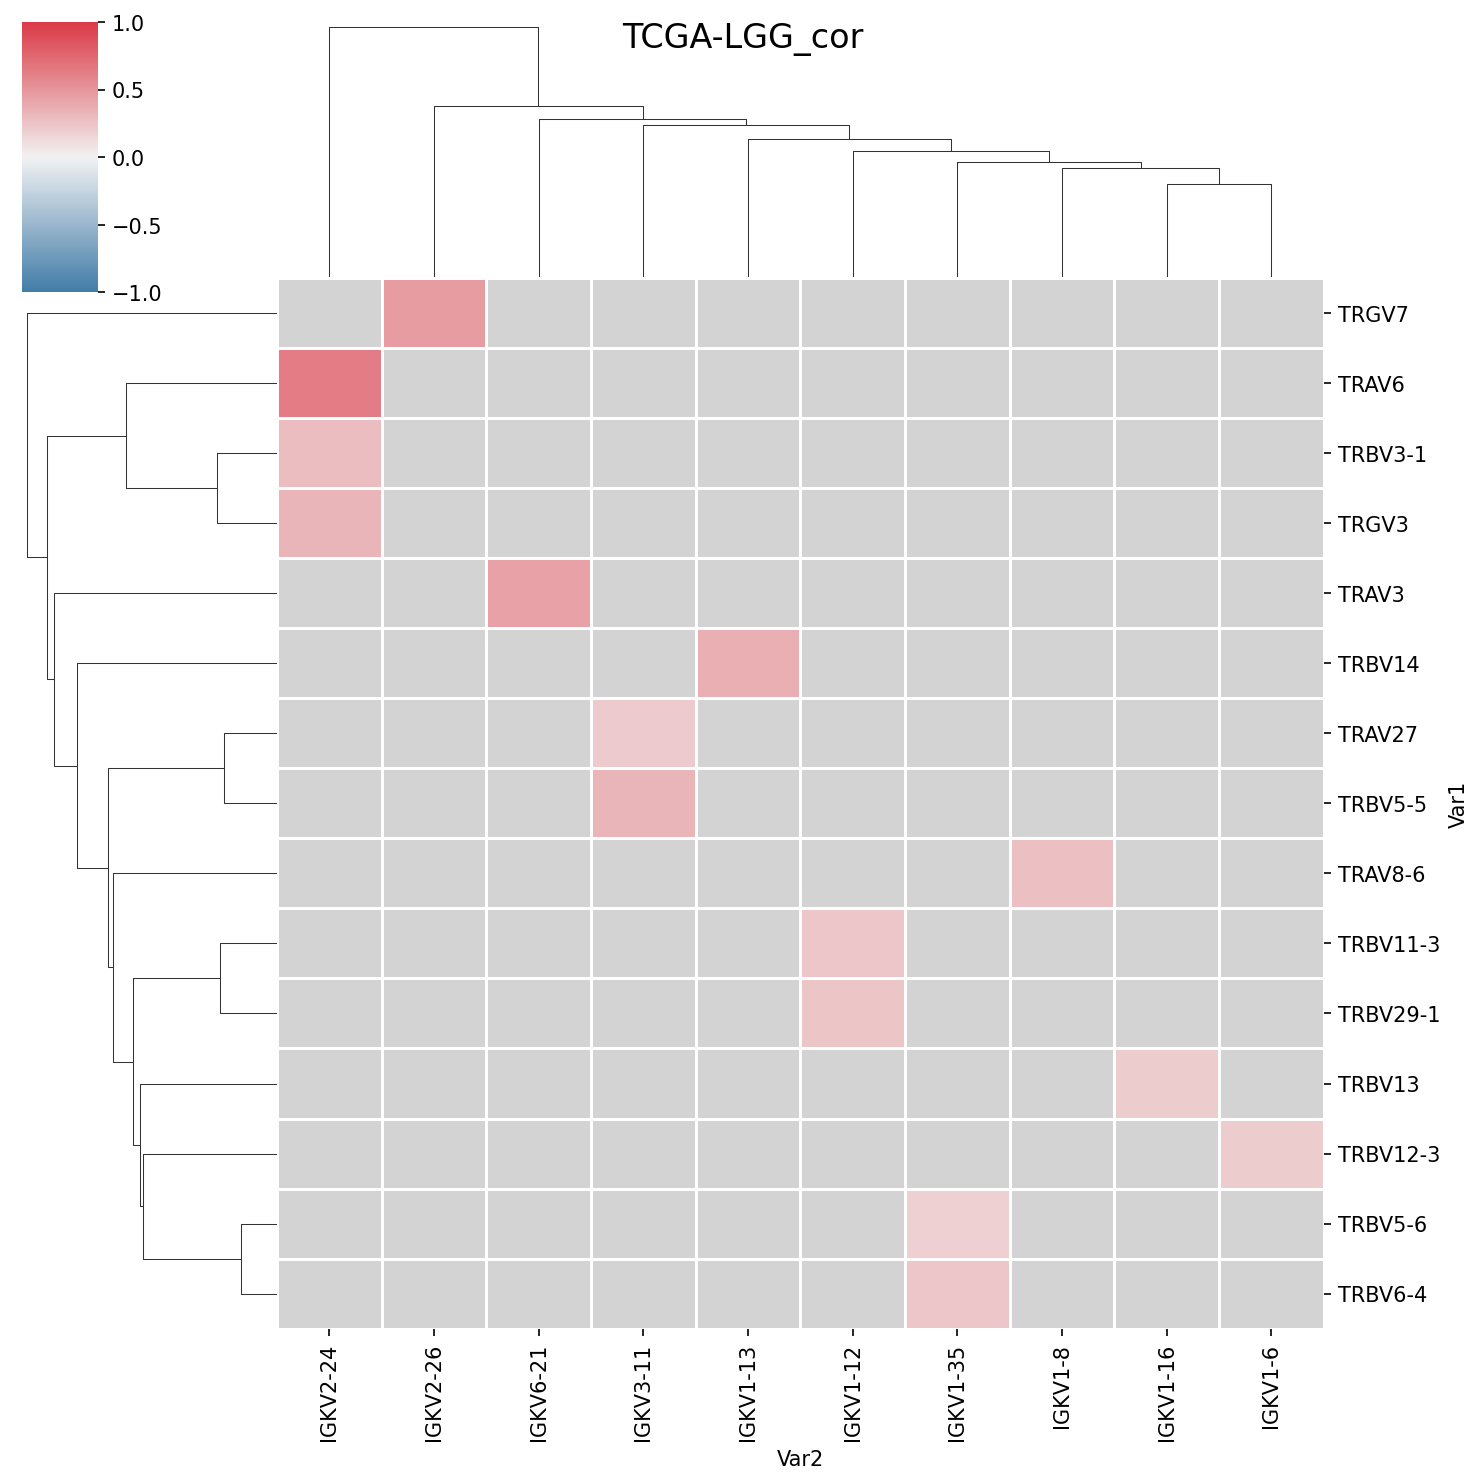 TCGA-LGG_cor
1.0
0.5
0.0
−0.5
−1.0
TRGV7
TRAV6
TRBV3-1
TRGV3
TRAV3
TRBV14
TRAV27
TRBV5-5
TRAV8-6
TRBV11-3
TRBV29-1
TRBV13
TRBV12-3
TRBV5-6
TRBV6-4
Var1
IGKV2-24
IGKV2-26
IGKV6-21
IGKV3-11
IGKV1-13
IGKV1-12
IGKV1-35
IGKV1-8
IGKV1-16
IGKV1-6
Var2